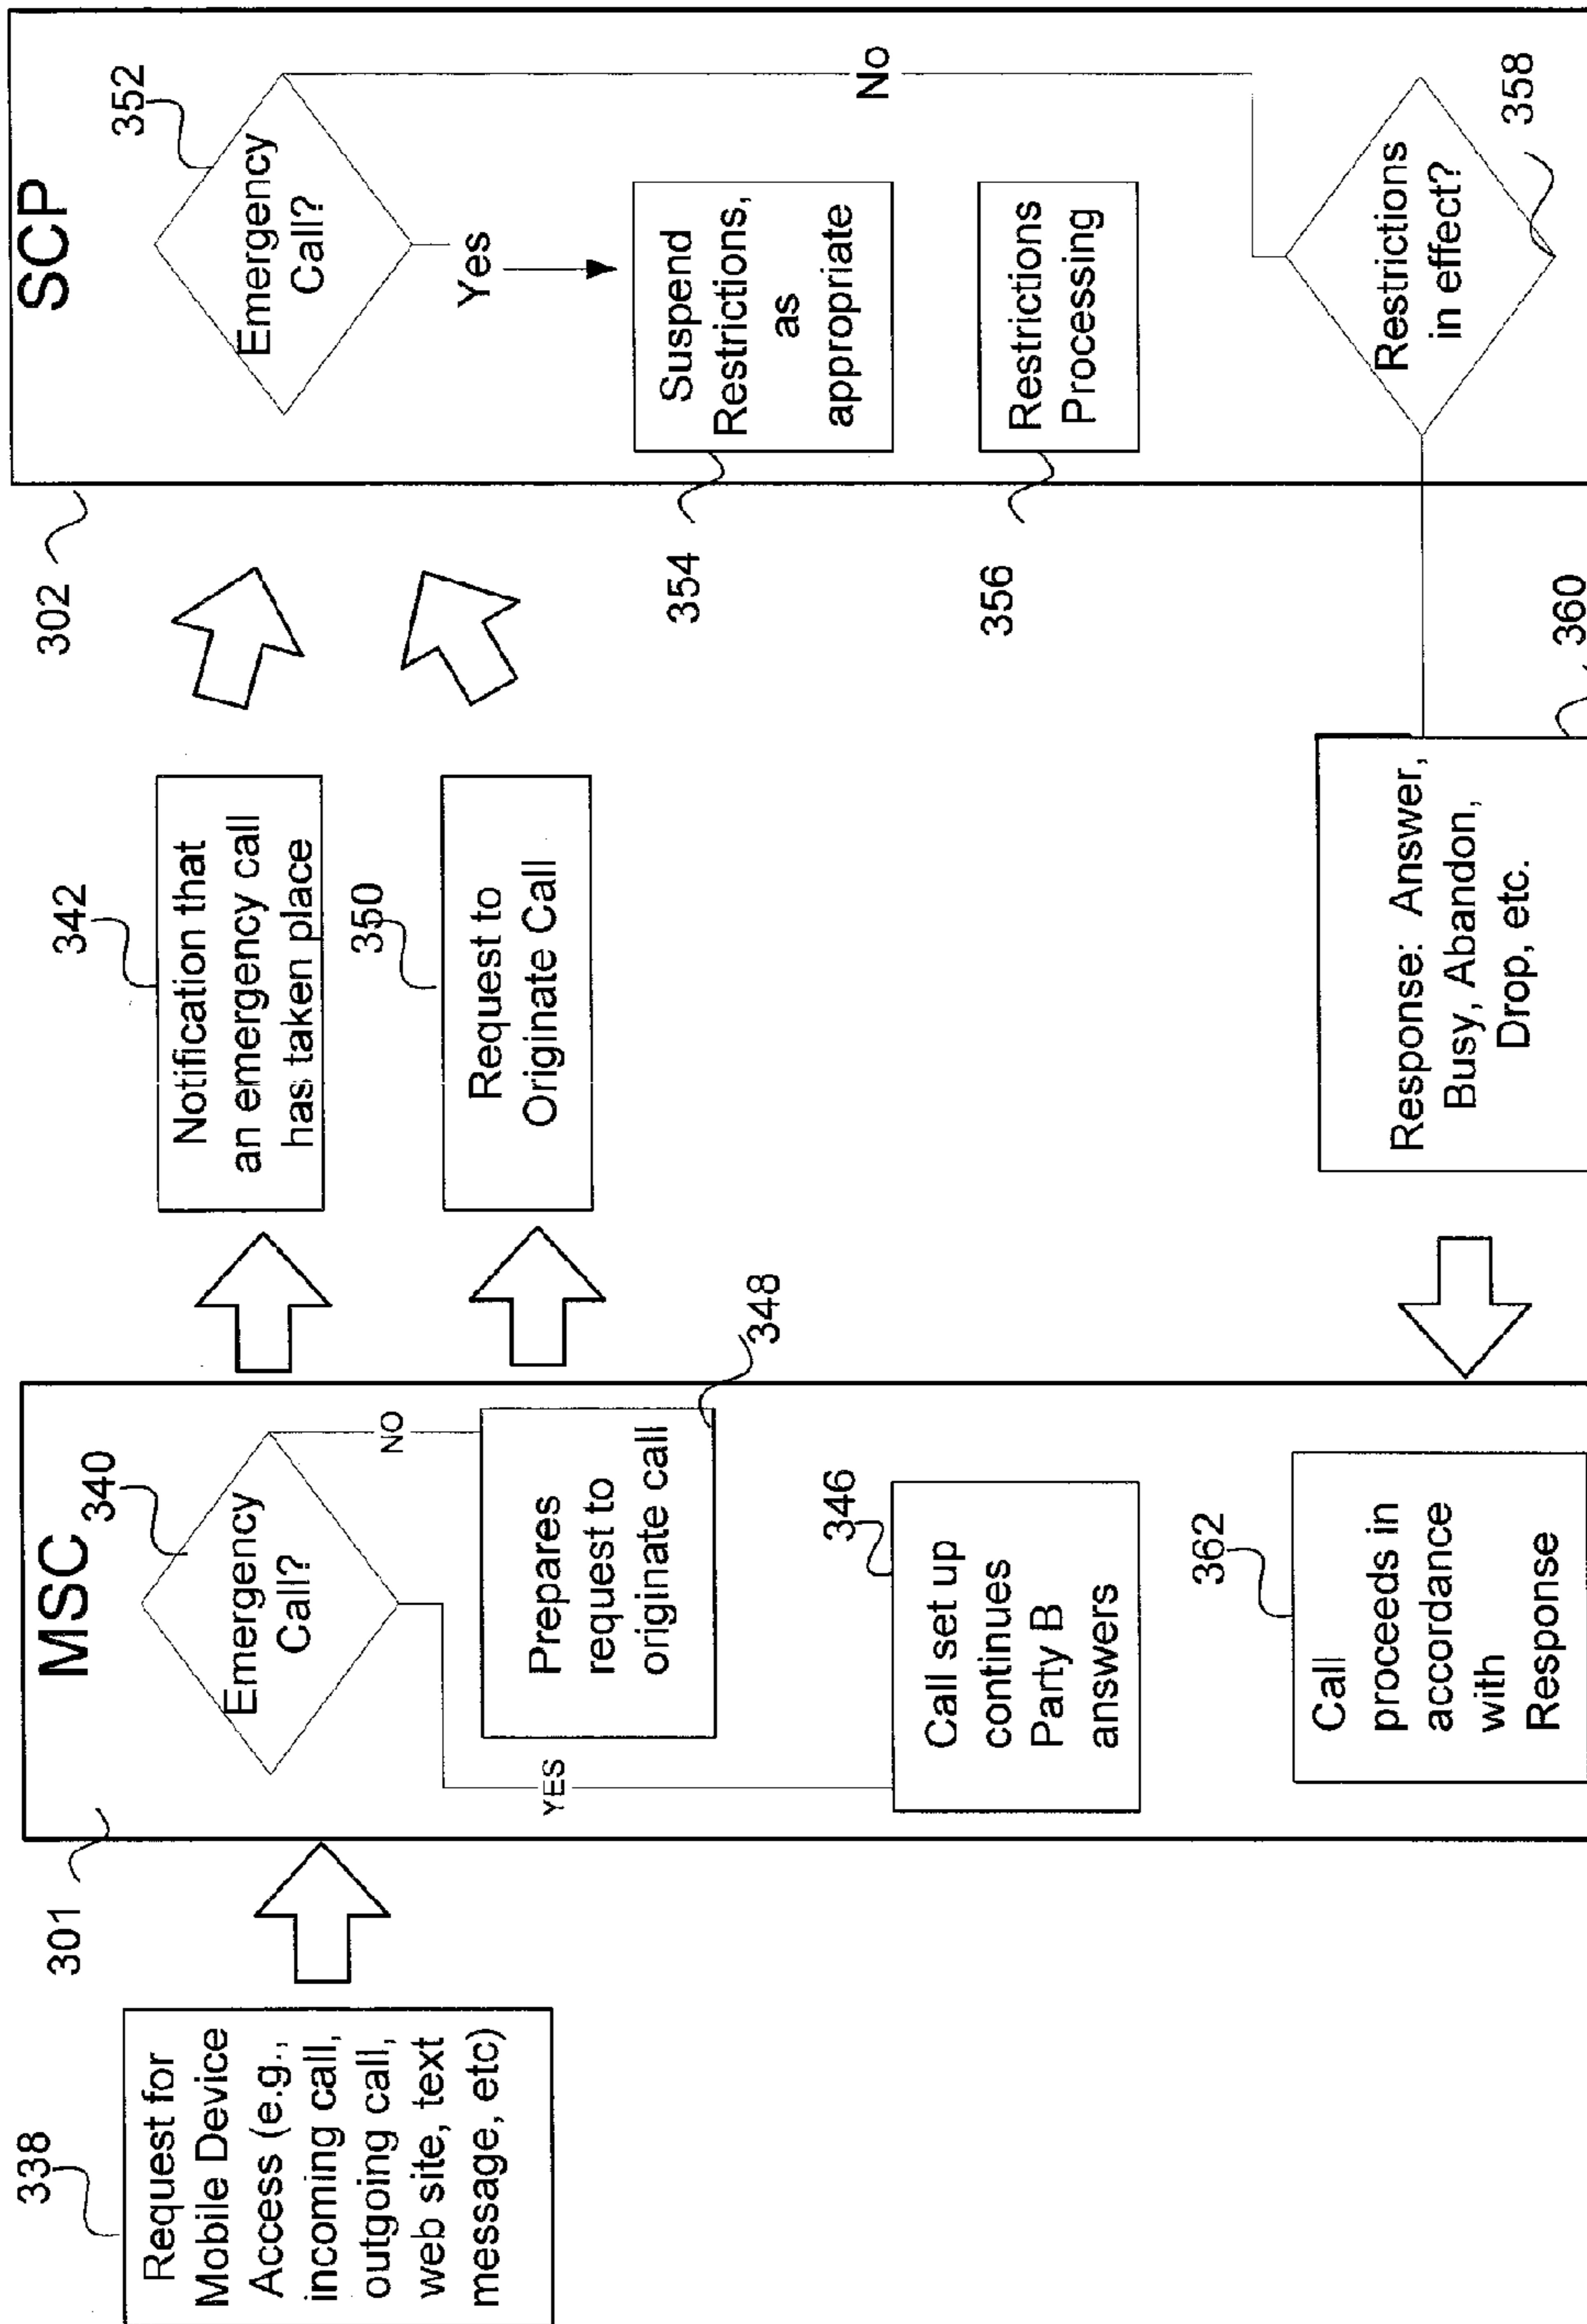 338
Request for
Mobile Device
Access (e.g.,
incoming call,
outgoing call,
web site, text
message, etc)
301
MSC
340
Emergency
Call?
NO
YES
Prepares
request to
originate call
348
346
Call set up
continues
Party B
answers
362
Call
proceeds in
accordance
with
Response
342
Notification that
an emergency call
has taken place
350
Request to
Originate Call
Response: Answer,
Busy, Abandon,
Drop, etc.
360
302
SCP
352
Emergency
Call?
Yes
No
Suspend
Restrictions,
as
appropriate
354
Restrictions
Processing
356
Restrictions
in effect?
358